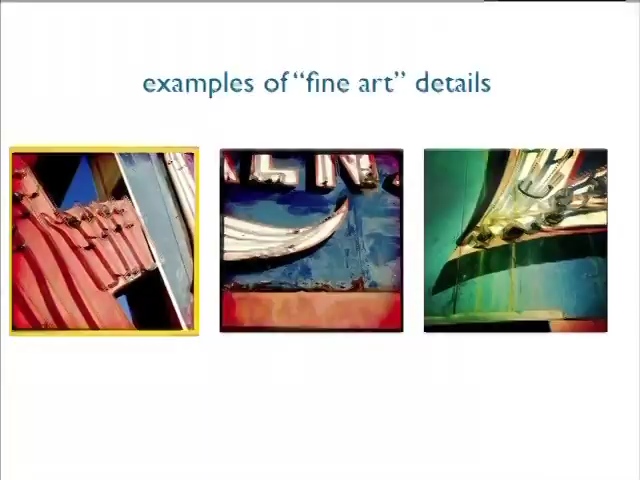 examples of “fine art” details